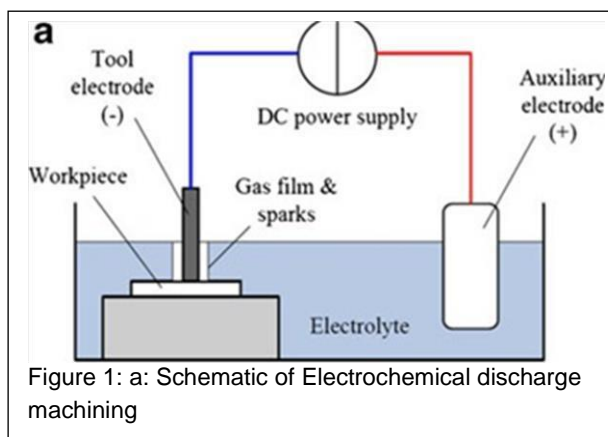 a
Tool
electrode
(-)
DC power supply
Auxiliary
electrode
(+)
Workpiece
Gas film &
sparks
Electrolyte
Figure 1: a: Schematic of Electrochemical discharge
machining